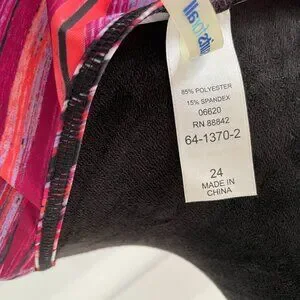 85% POLYESTER
15% SPANDEX
06620
RN 88842
64-1370-2
24
MADE IN
CHINA